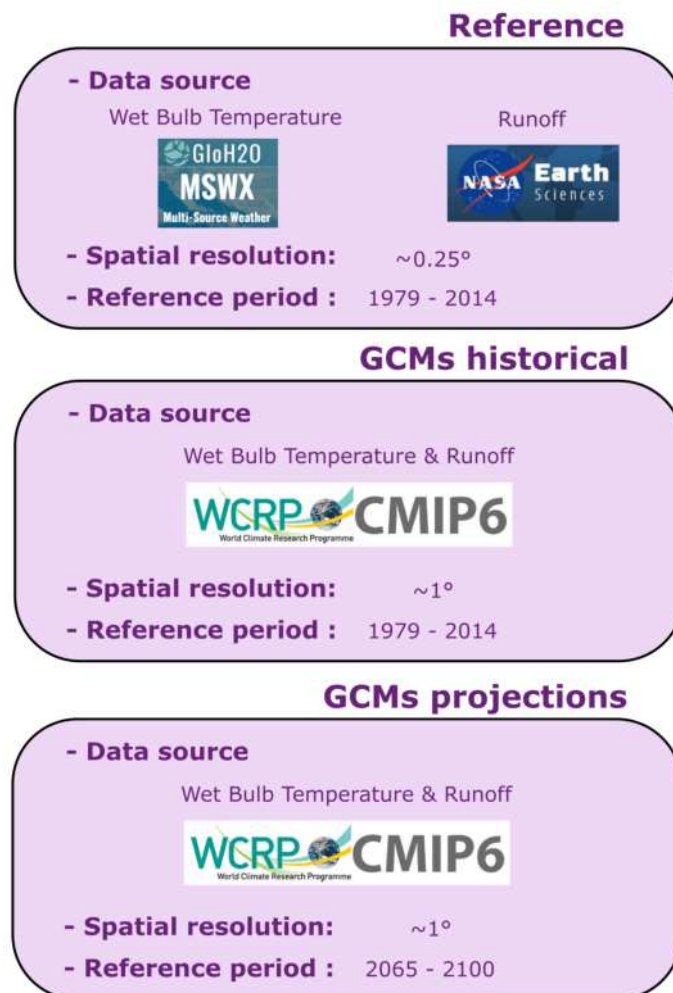 Reference
- Data source
Wet Bulb Temperature
Runoff
GloH2O
MSWX
Multi-Source Weather
NASA
Earth
Sciences
- Spatial resolution: ~0.25°
- Reference period : 1979 - 2014
GCMs historical
- Data source
Wet Bulb Temperature & Runoff
WCRP CMIP6
World Climate Research Programme
- Spatial resolution: ~1°
- Reference period : 1979 - 2014
GCMs projections
- Data source
Wet Bulb Temperature & Runoff
WCRP CMIP6
World Climate Research Programme
- Spatial resolution: ~1°
- Reference period : 2065 - 2100